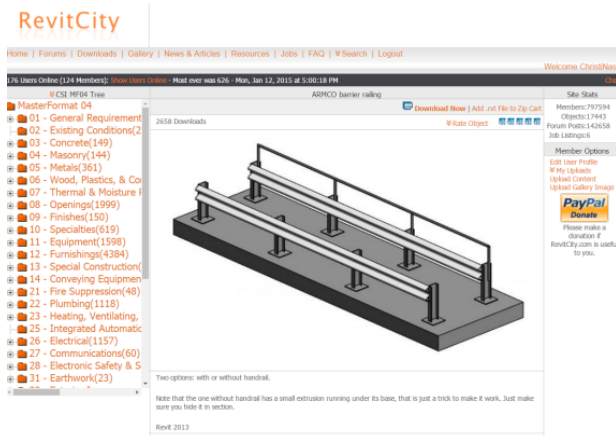 RevitCity
Home | Forums | Downloads | Gallery | News & Articles | Resources | Jobs | FAQ | Search | Logout
Welcome ChristiNas
176 Users Online (124 Members): Show Users Online - Most ever was 626 - Mon, Jan 12, 2015 at 5:00:18 PM
CSI MF04 Tree
MasterFormat 04
01 - General Requirement
02 - Existing Conditions(2
03 - Concrete(149)
04 - Masonry(144)
05 - Metals(361)
06 - Wood, Plastics, & Co
07 - Thermal & Moisture
08 - Openings(1999)
09 - Finishes(150)
10 - Specialties(619)
11 - Equipment(1598)
12 - Furnishings(4384)
13 - Special Construction(
14 - Conveying Equipmen
21 - Fire Suppression(48)
22 - Plumbing(1118)
23 - Heating, Ventilating,
25 - Integrated Automatic
26 - Electrical(1157)
27 - Communications(60)
28 - Electronic Safety & S
31 - Earthwork(23)
ARMCO barrier railing
Download Now | Add .rvt File to Zip Cart
2658 Downloads
Rate Object
Two options: with or without handrail.
Note that the one without handrail has a small extrusion running under its base, that is just a trick to make it work. Just make
sure you hide it in section.
Revit 2013
Site Stats
Members:797594
Objects:17443
Forum Posts:142658
Job Listings:6
Member Options
Edit User Profile
My Uploads
Upload Content
Upload Gallery Image
PayPal
Donate
Please make a
donation if
RevitCity.com is usefu
to you.